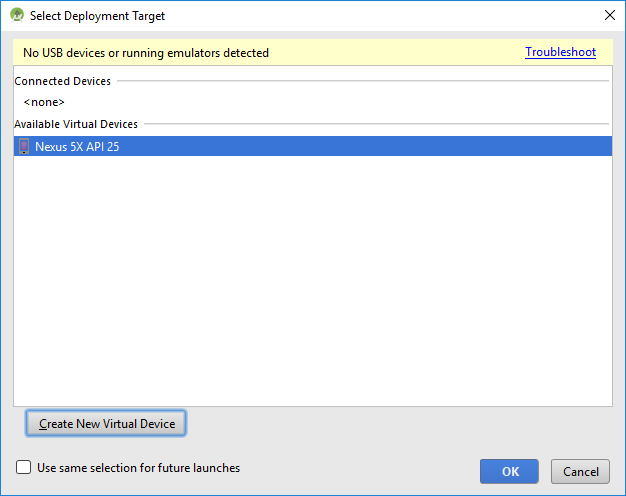 Select Deployment Target
No USB devices or running emulators detected Troubleshoot
Connected Devices
<none>
Available Virtual Devices
Nexus 5X API 25
Create New Virtual Device
Use same selection for future launches
OK Cancel